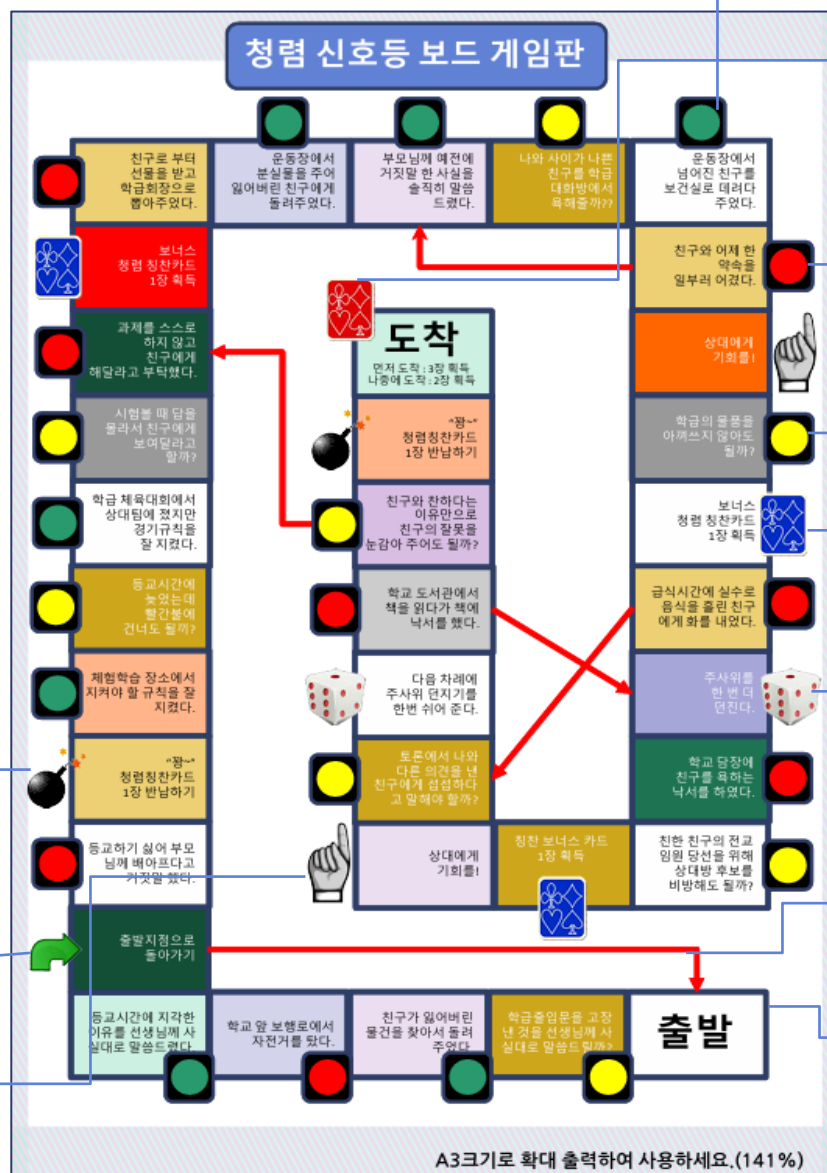 청렴 신호등 보드 게임판
친구로 부터
선물을 받고
학급회장으로
뽑아주었다.
운동장에서
분실물을 주어
잃어버린 친구에게
돌려주었다.
부모님께 예전에
거짓말 한 사실을
솔직히 말씀
드렸다.
나와 사이가 나쁜
친구를 학급
대화방에서
욕해줄까??
운동장에서
넘어진 친구를
보건실로 데려다
주었다.
보너스
청렴 칭찬카드
1장 획득
친구와 어제 한
약속을
일부러 어겼다.
과제를 스스로
하지 않고
친구에게
해달라고 부탁했다.
도착
먼저 도착 : 3장 획득
나중에 도착 : 2장 획득
상대에게
기회를!
시험볼 때 답을
몰라서 친구에게
보여달라고
할까?
"꽝~"
청렴칭찬카드
1장 반납하기
학급의 물품을
아껴쓰지 않아도
될까?
학급 체육대회에서
상대팀에 졌지만
경기규칙을
잘 지켰다.
친구와 친하다는
이유만으로
친구의 잘못을
눈감아 주어도 될까?
보너스
청렴 칭찬카드
1장 획득
등교시간에
늦었는데
빨간불에
건너도 될까?
학교 도서관에서
책을 읽다가 책에
낙서를 했다.
급식시간에 실수로
음식을 흘린 친구
에게 화를 내었다.
체험학습 장소에서
지켜야 할 규칙을 잘
지켰다.
다음 차례에
주사위 던지기를
한번 쉬어 준다.
주사위를
한 번 더
던진다.
"꽝~"
청렴칭찬카드
1장 반납하기
토론에서 나와
다른 의견을 낸
친구에게 섭섭하다
고 말해야 할까?
학교 담장에
친구를 욕하는
낙서를 하였다.
등교하기 싫어 부모
님께 배아프다고
거짓말 했다.
상대에게
기회를!
칭찬 보너스 카드
1장 획득
친한 친구의 전교
임원 당선을 위해
상대방 후보를
비방해도 될까?
출발지점으로
돌아가기
등교시간에 지각한
이유를 선생님께 사
실대로 말씀드렸다.
학교 앞 보행로에서
자전거를 탔다.
친구가 잃어버린
물건을 찾아서 돌려
주었다.
학급출입문을 고장
낸 것을 선생님께 사
실대로 말씀드릴까?
출발
A3크기로 확대 출력하여 사용하세요.(141%)